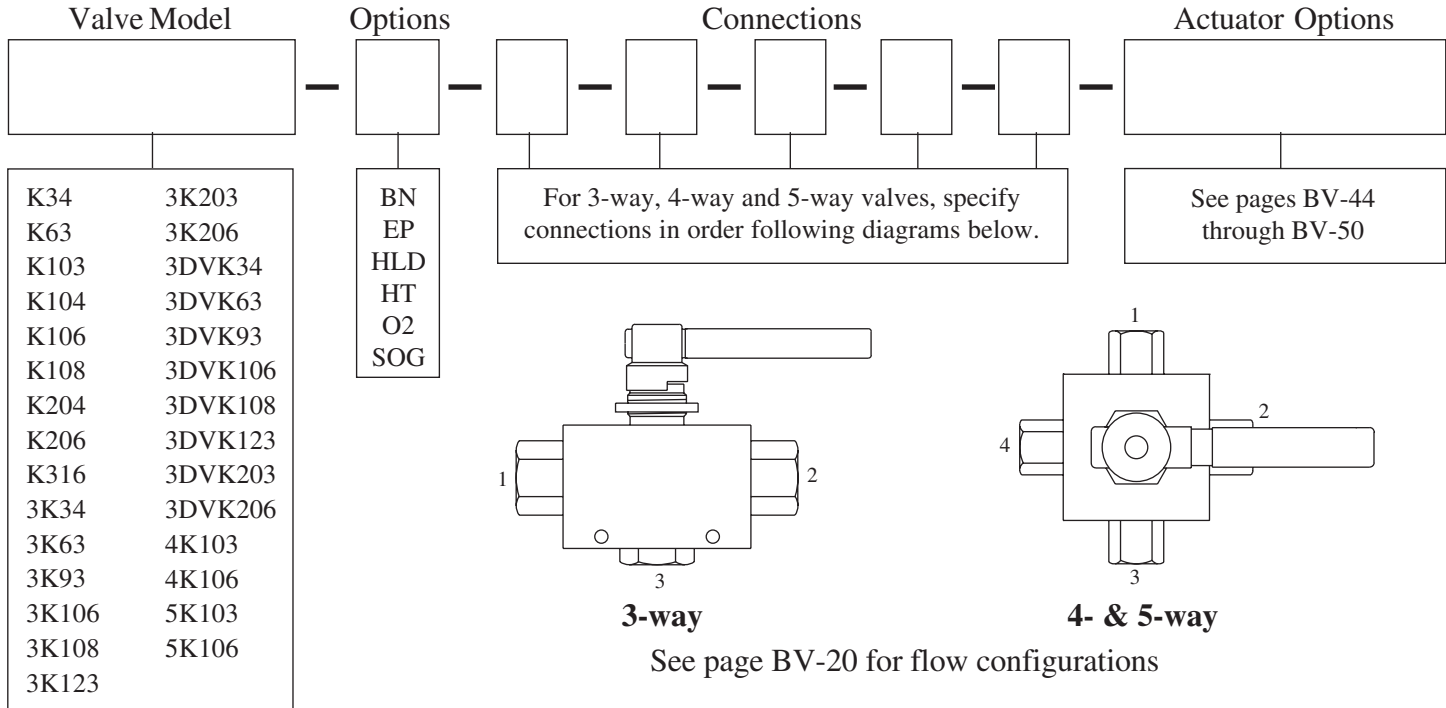 Valve Model
Options
Connections
Actuator Options
K34 3K203
K63 3K206
K103 3DVK34
K104 3DVK63
K106 3DVK93
K108 3DVK106
K204 3DVK108
K206 3DVK123
K316 3DVK203
3K34 3DVK206
3K63 4K103
3K93 4K106
3K106 5K103
3K108 5K106
3K123
BN
EP
HLD
HT
O2
SOG
For 3-way, 4-way and 5-way valves, specify
connections in order following diagrams below.
See pages BV-44
through BV-50
1
2
3
3-way
1
2
4
3
4- & 5-way
See page BV-20 for flow configurations